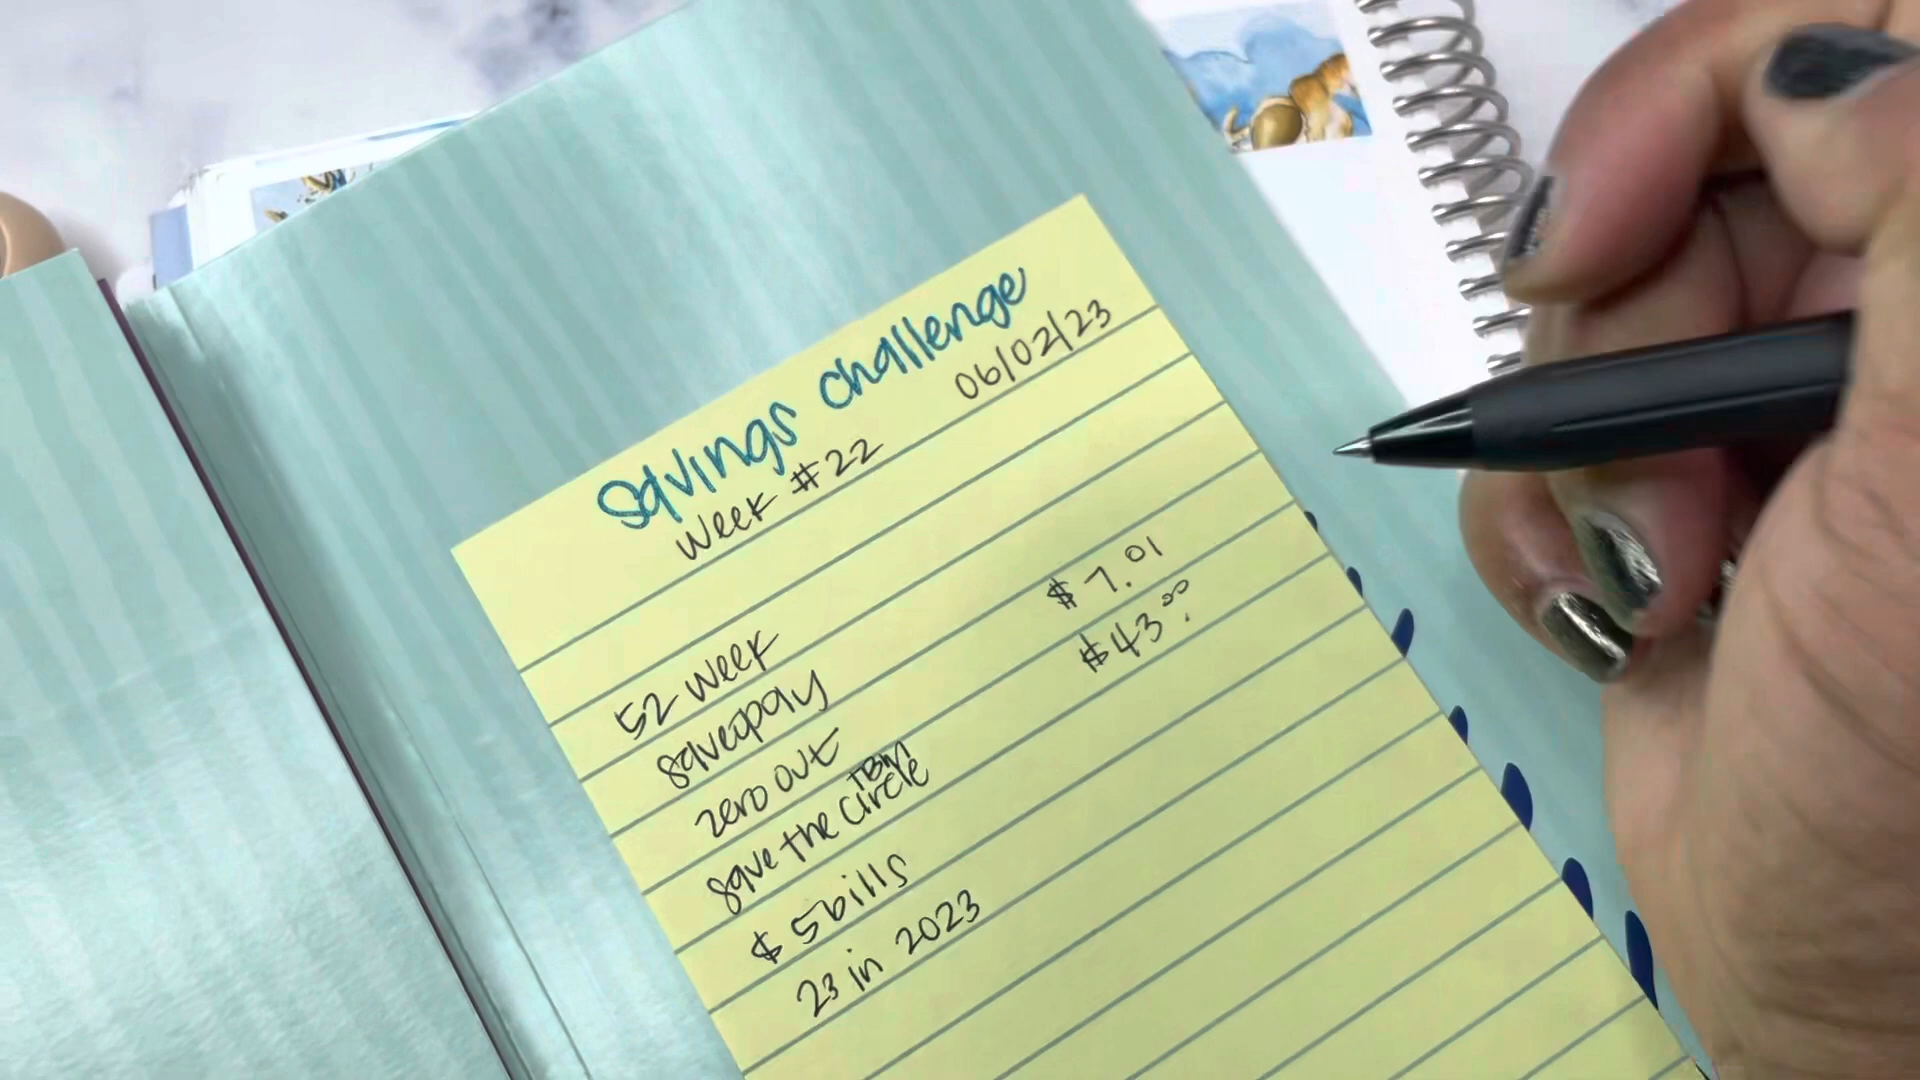 Savings challenge
Week #22 06/02/23
52 week
saveopoly
zero out $7.01
TBM
save the circle $43.00
$5 bills
23 in 2023